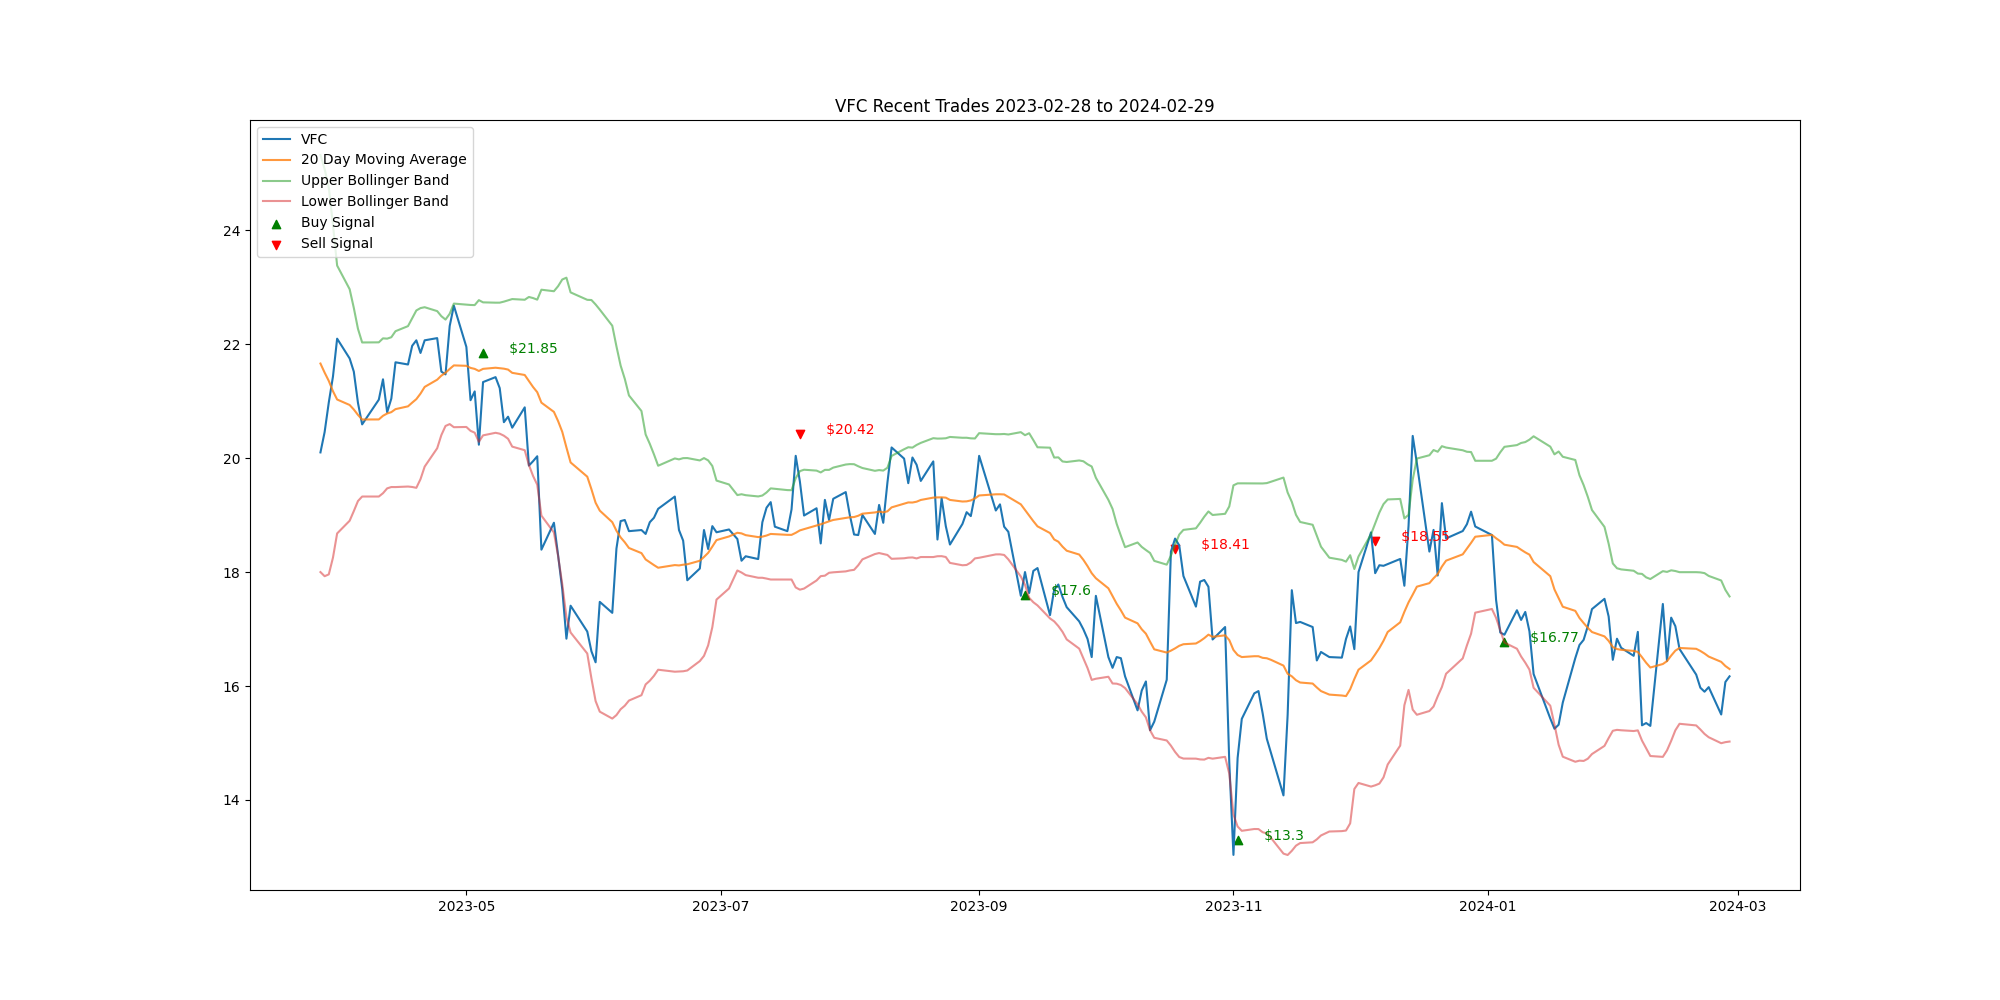 VFC Recent Trades 2023-02-28 to 2024-02-29
VFC
20 Day Moving Average
Upper Bollinger Band
Lower Bollinger Band
Buy Signal
Sell Signal
24
22
20
18
16
14
$21.85
$20.42
$17.6
$18.41
$13.3
$18.55
$16.77
2023-05
2023-07
2023-09
2023-11
2024-01
2024-03